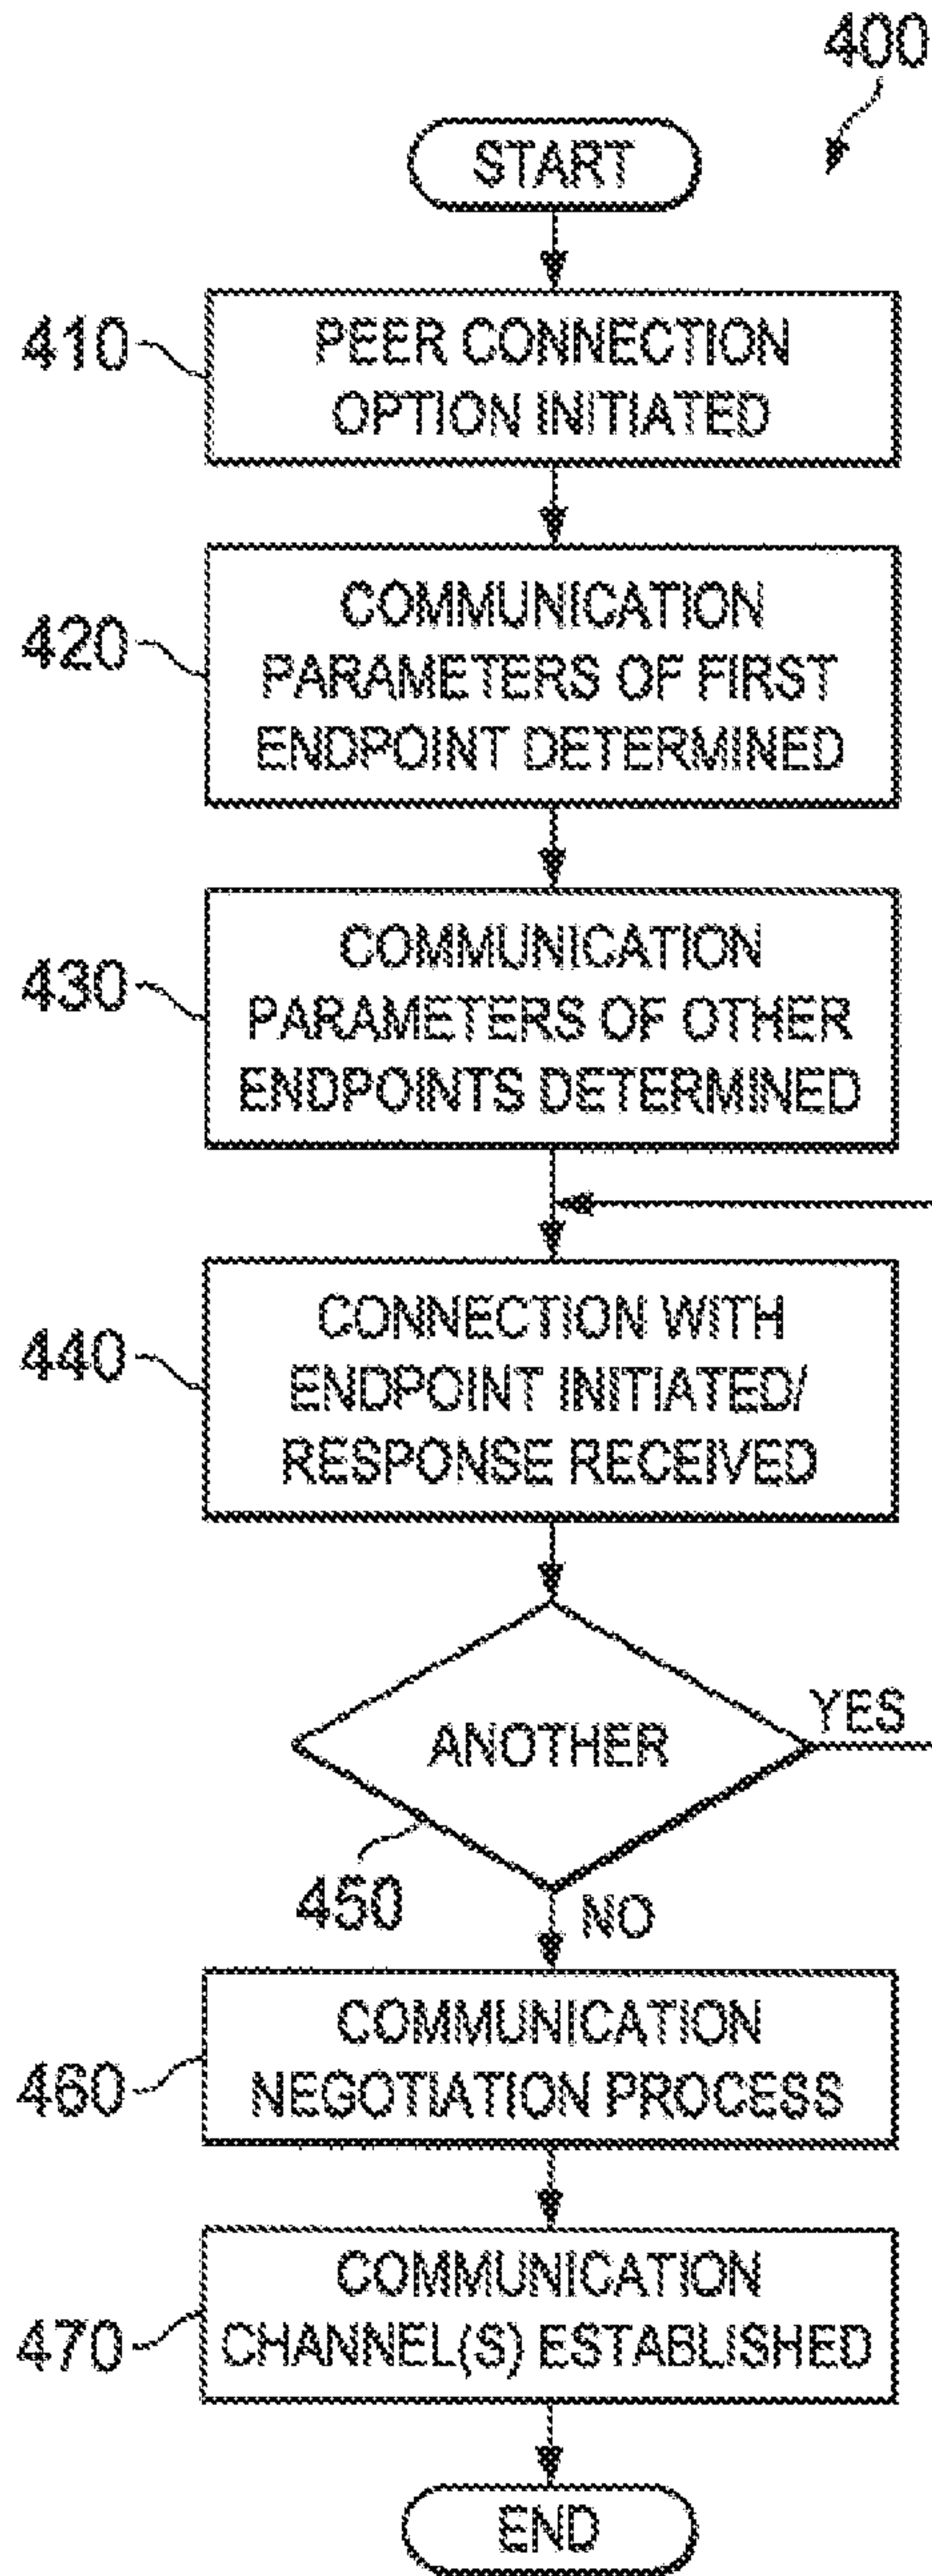 400
START
410
PEER CONNECTION
OPTION INITIATED
420
COMMUNICATION
PARAMETERS OF FIRST
ENDPOINT DETERMINED
430
COMMUNICATION
PARAMETERS OF OTHER
ENDPOINTS DETERMINED
440
CONNECTION WITH
ENDPOINT INITIATED/
RESPONSE RECEIVED
ANOTHER
YES
450
NO
460
COMMUNICATION
NEGOTIATION PROCESS
470
COMMUNICATION
CHANNEL(S) ESTABLISHED
END